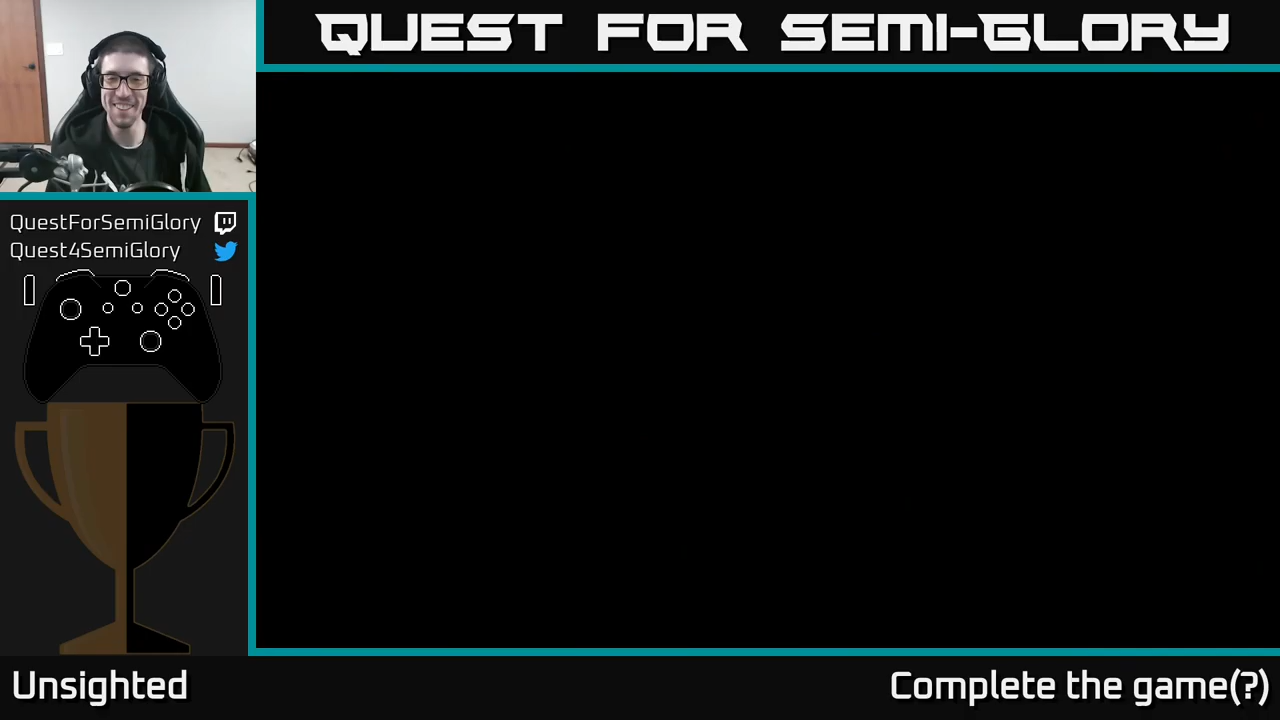 QUEST FOR SEMI-GLORY
QuestForSemiGlory
Quest4SemiGlory
Unsighted
Complete the game(?)